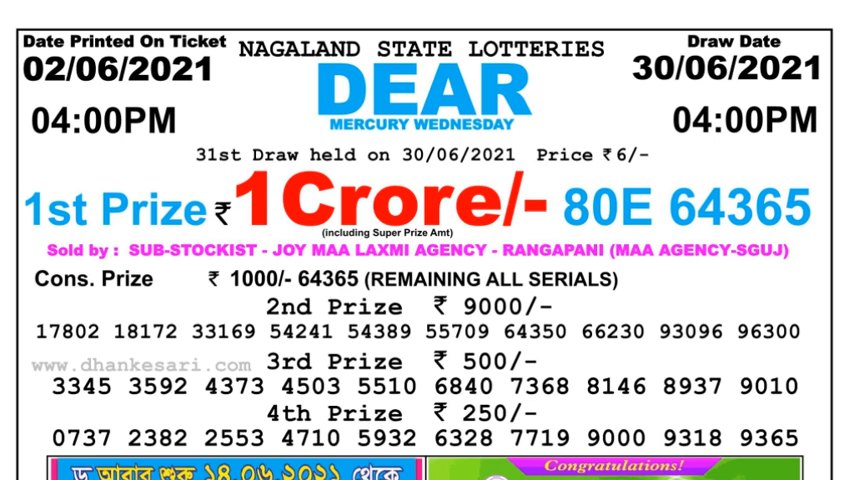 Date Printed On Ticket NAGALAND STATE LOTTERIES Draw Date
02/06/2021 DEAR 30/06/2021
MERCURY WEDNESDAY
04:00PM 04:00PM
31st Draw held on 30/06/2021 Price ₹6/-
1st Prize ₹1Crore/- 80E 64365
(including Super Prize Amt)
Sold by : SUB-STOCKIST - JOY MAA LAXMI AGENCY - RANGAPANI (MAA AGENCY-SGUJ)
Cons. Prize ₹ 1000/- 64365 (REMAINING ALL SERIALS)
2nd Prize ₹ 9000/-
17802 18172 33169 54241 54389 55709 64350 66230 93096 96300
www.dhankesari.com 3rd Prize ₹ 500/-
3345 3592 4373 4503 5510 6840 7368 8146 8937 9010
4th Prize ₹ 250/-
0737 2382 2553 4710 5932 6328 7719 9000 9318 9365
আবার শুরু ১৪.০৬.২০২১ থেকে
Congratulations!